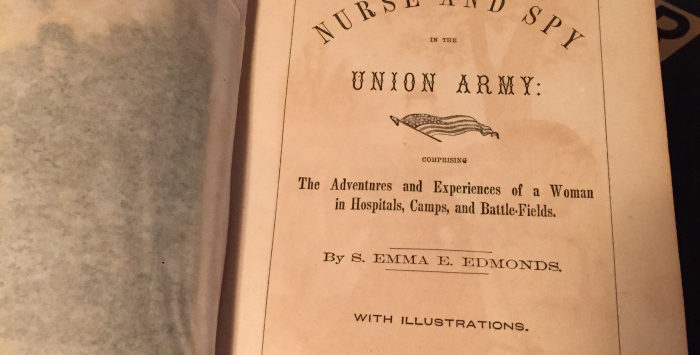 NURSE AND SPY
IN THE
UNION ARMY:
COMPRISING
The Adventures and Experiences of a Woman
in Hospitals, Camps, and Battle-Fields.
By S. EMMA E. EDMONDS.
WITH ILLUSTRATIONS.